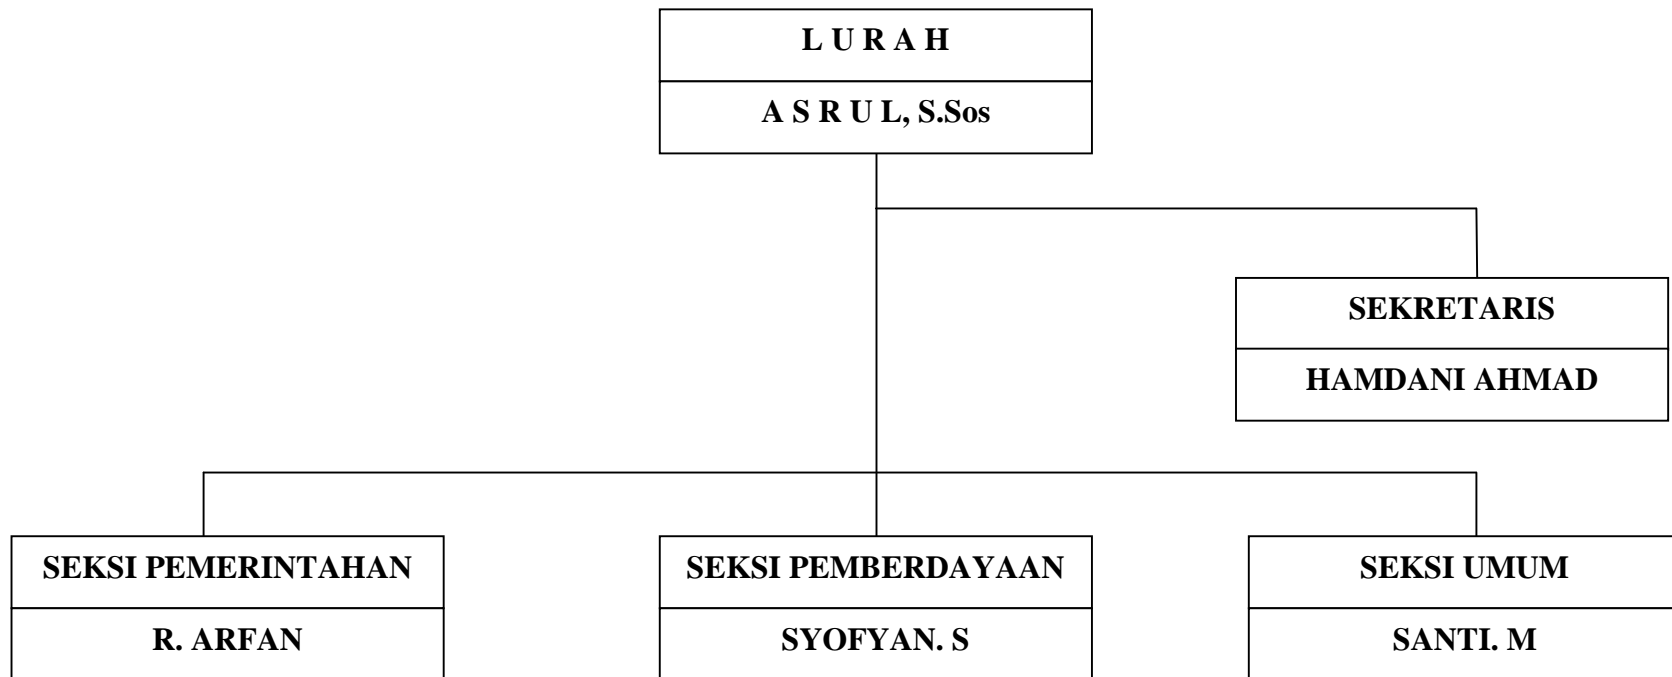 L U R A H
A S R U L, S.Sos
SEKRETARIS
HAMDANI AHMAD
SEKSI PEMERINTAHAN
R. ARFAN
SEKSI PEMBERDAYAAN
SYOFYAN. S
SEKSI UMUM
SANTI. M